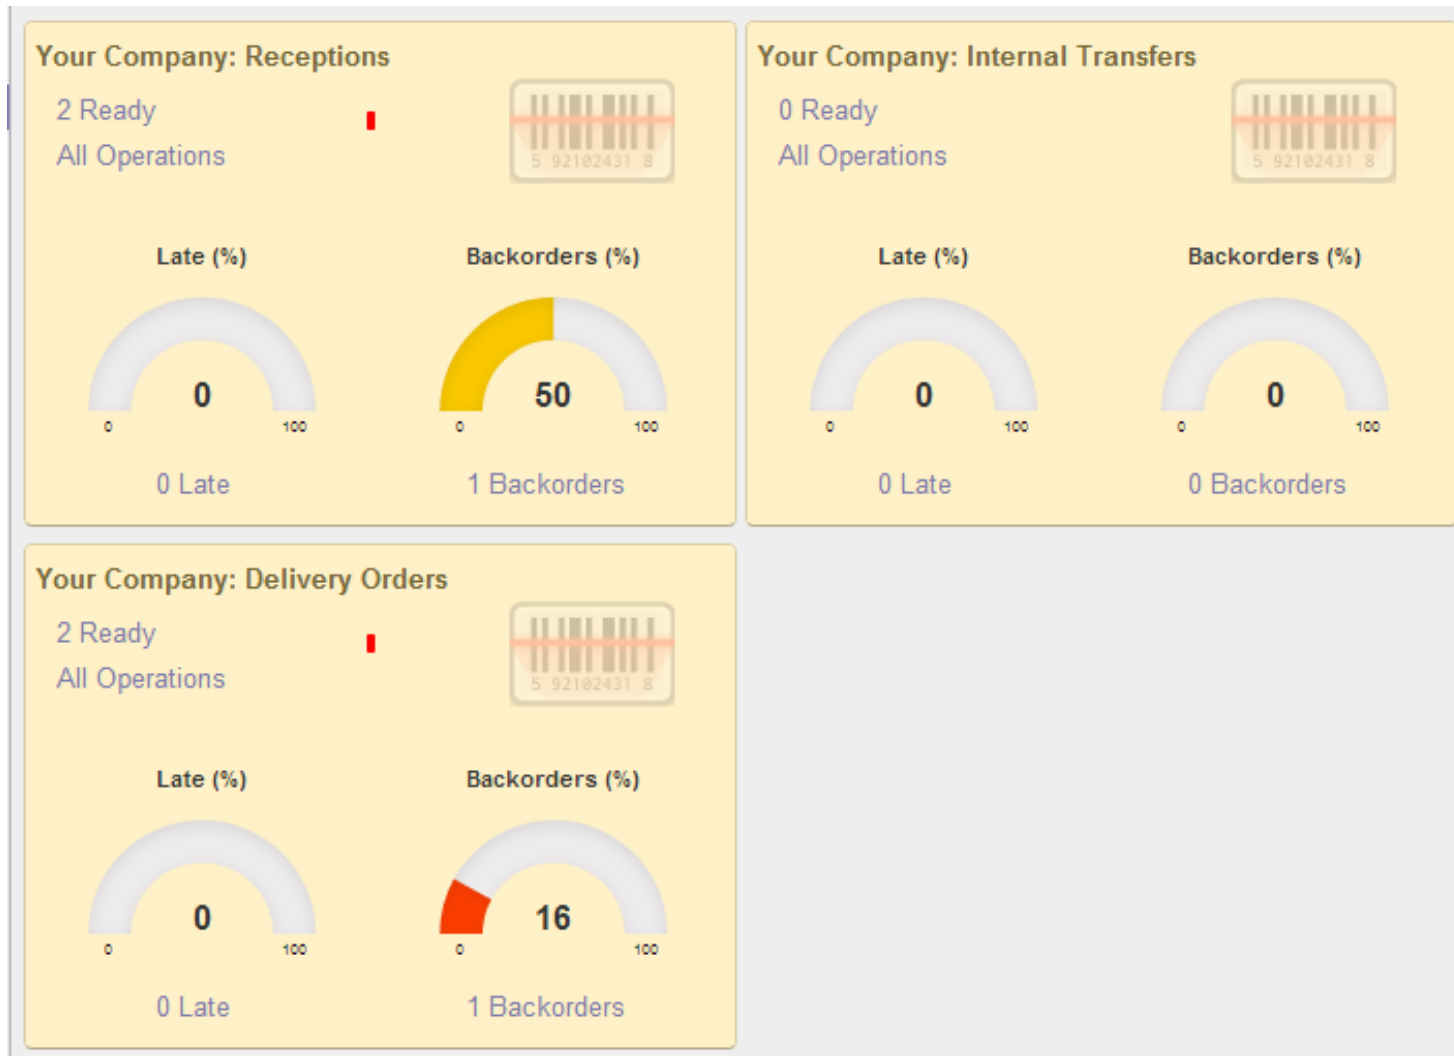 Your Company: Receptions
2 Ready
All Operations
5 92102431 8
Late (%)
Backorders (%)
0
0
100
50
0
100
0 Late
1 Backorders
Your Company: Internal Transfers
0 Ready
All Operations
5 92102431 8
Late (%)
Backorders (%)
0
0
100
0
0
100
0 Late
0 Backorders
Your Company: Delivery Orders
2 Ready
All Operations
5 92102431 8
Late (%)
Backorders (%)
0
0
100
16
0
100
0 Late
1 Backorders